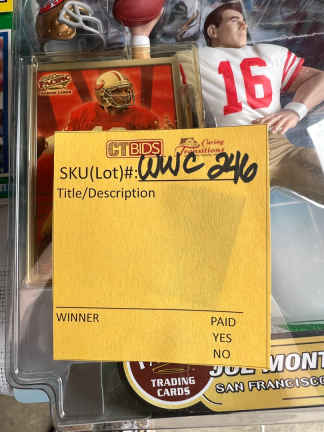 16
CTBIDS
Caring
Transitions
SKU(Lot)#: WWC 246
Title/Description
WINNER
PAID
YES
NO
JOE MONT
SAN FRANCISC
TRADING CARDS